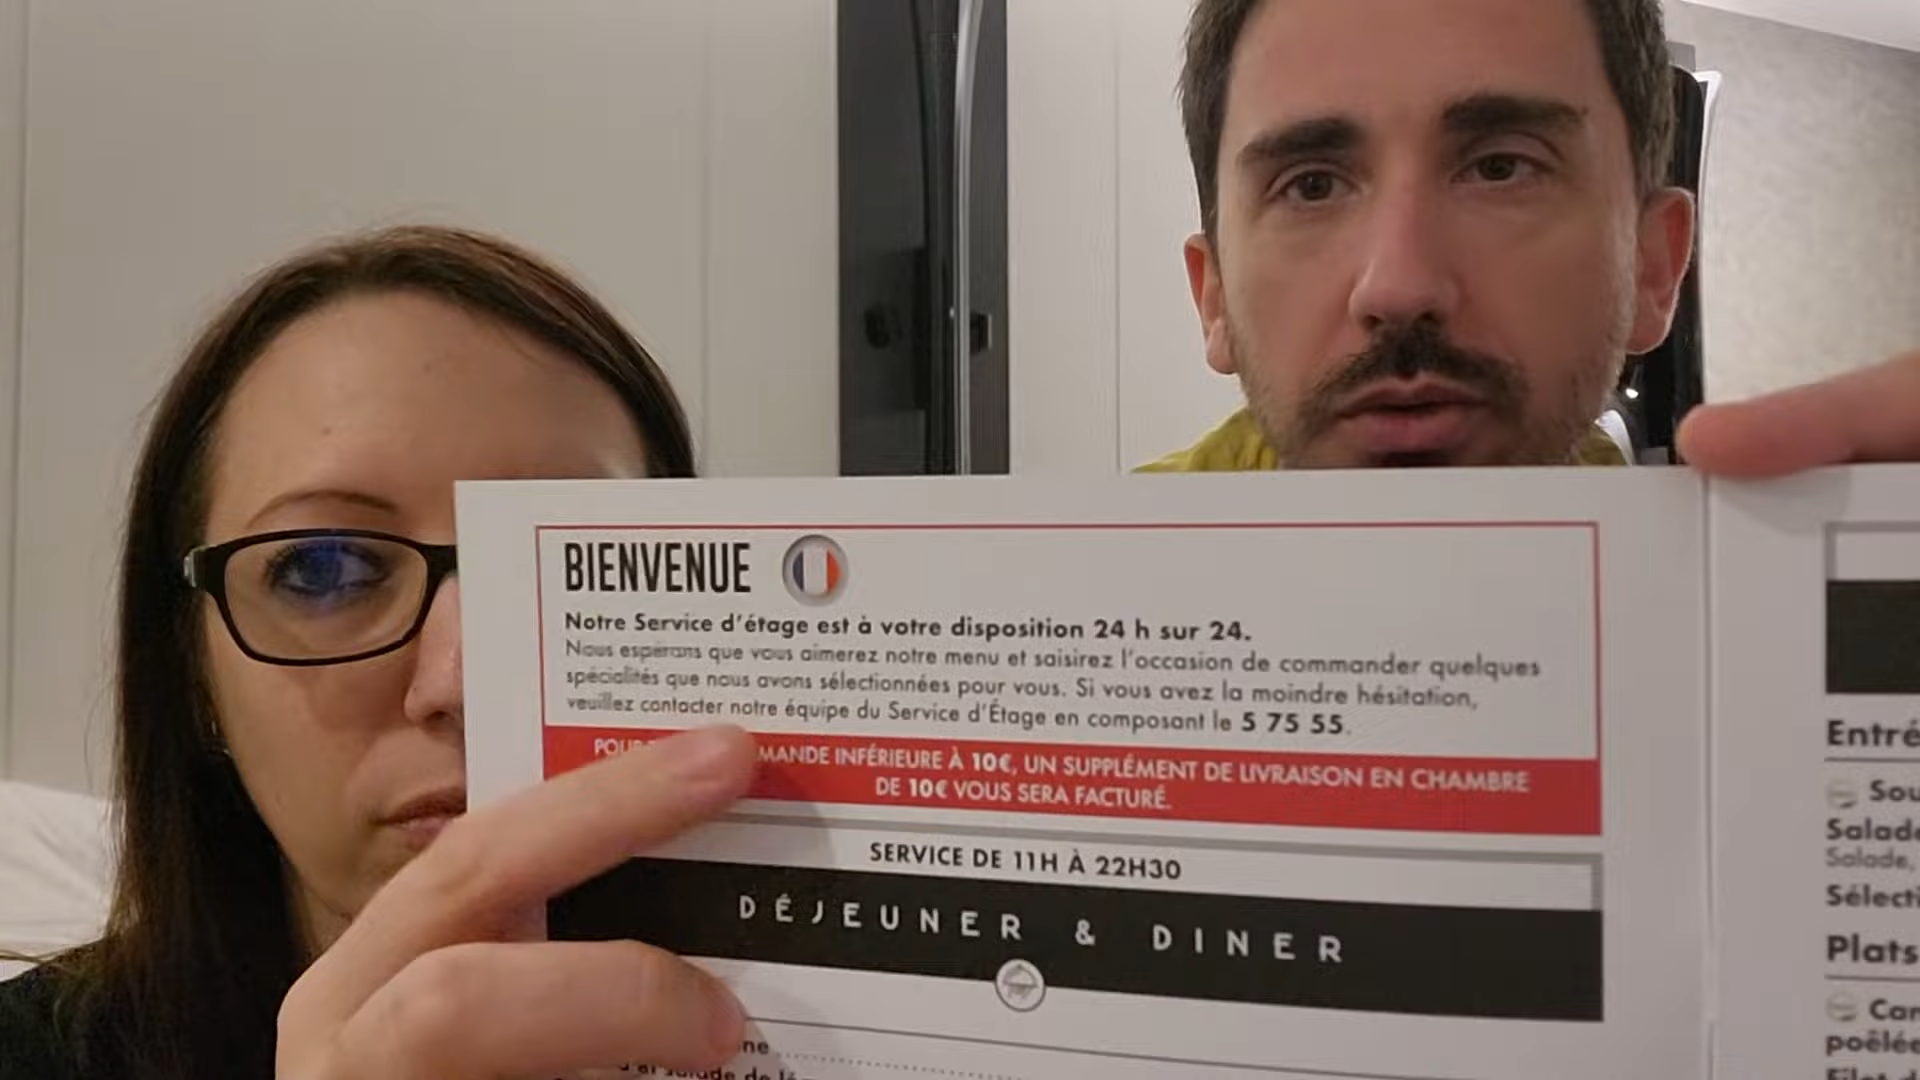 BIENVENUE
Notre Service d'étage est à votre disposition 24 h sur 24.
Nous espérons que vous aimerez notre menu et saisirez l'occasion de commander quelques
spécialités que nous avons sélectionnées pour vous. Si vous avez la moindre hésitation,
veuillez contacter notre équipe du Service d'Étage en composant le 5 75 55.
MANDE INFÉRIEURE À 10€, UN SUPPLÉMENT DE LIVRAISON EN CHAMBRE
DE 10€ VOUS SERA FACTURÉ.
SERVICE DE 11H À 22H30
DÉJEUNER & DINER
Entré
Sou
Salade
Salade,
Sélecti
Plats
Car
poêlée